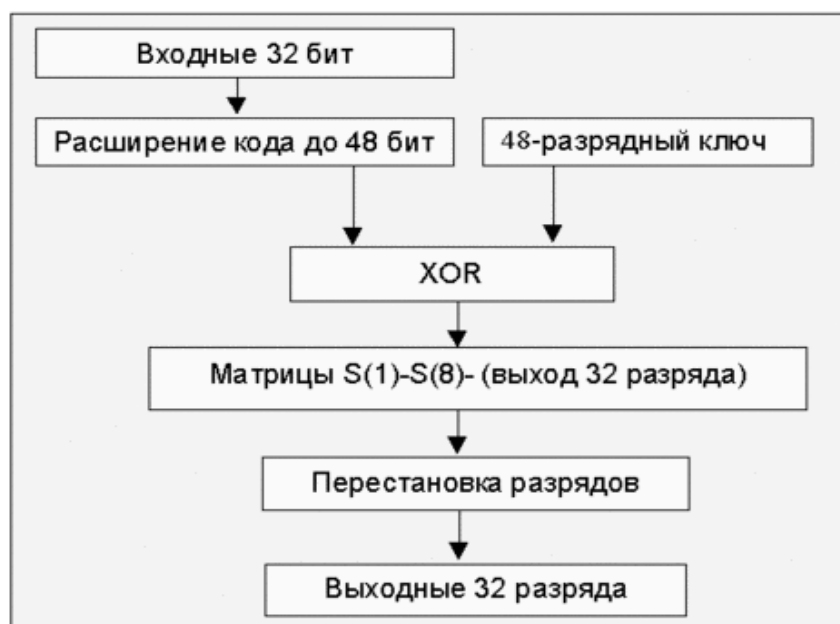 Входные 32 бит
Расширение кода до 48 бит
48-разрядный ключ
XOR
Матрицы S(1)-S(8)- (выход 32 разряда)
Перестановка разрядов
Выходные 32 разряда